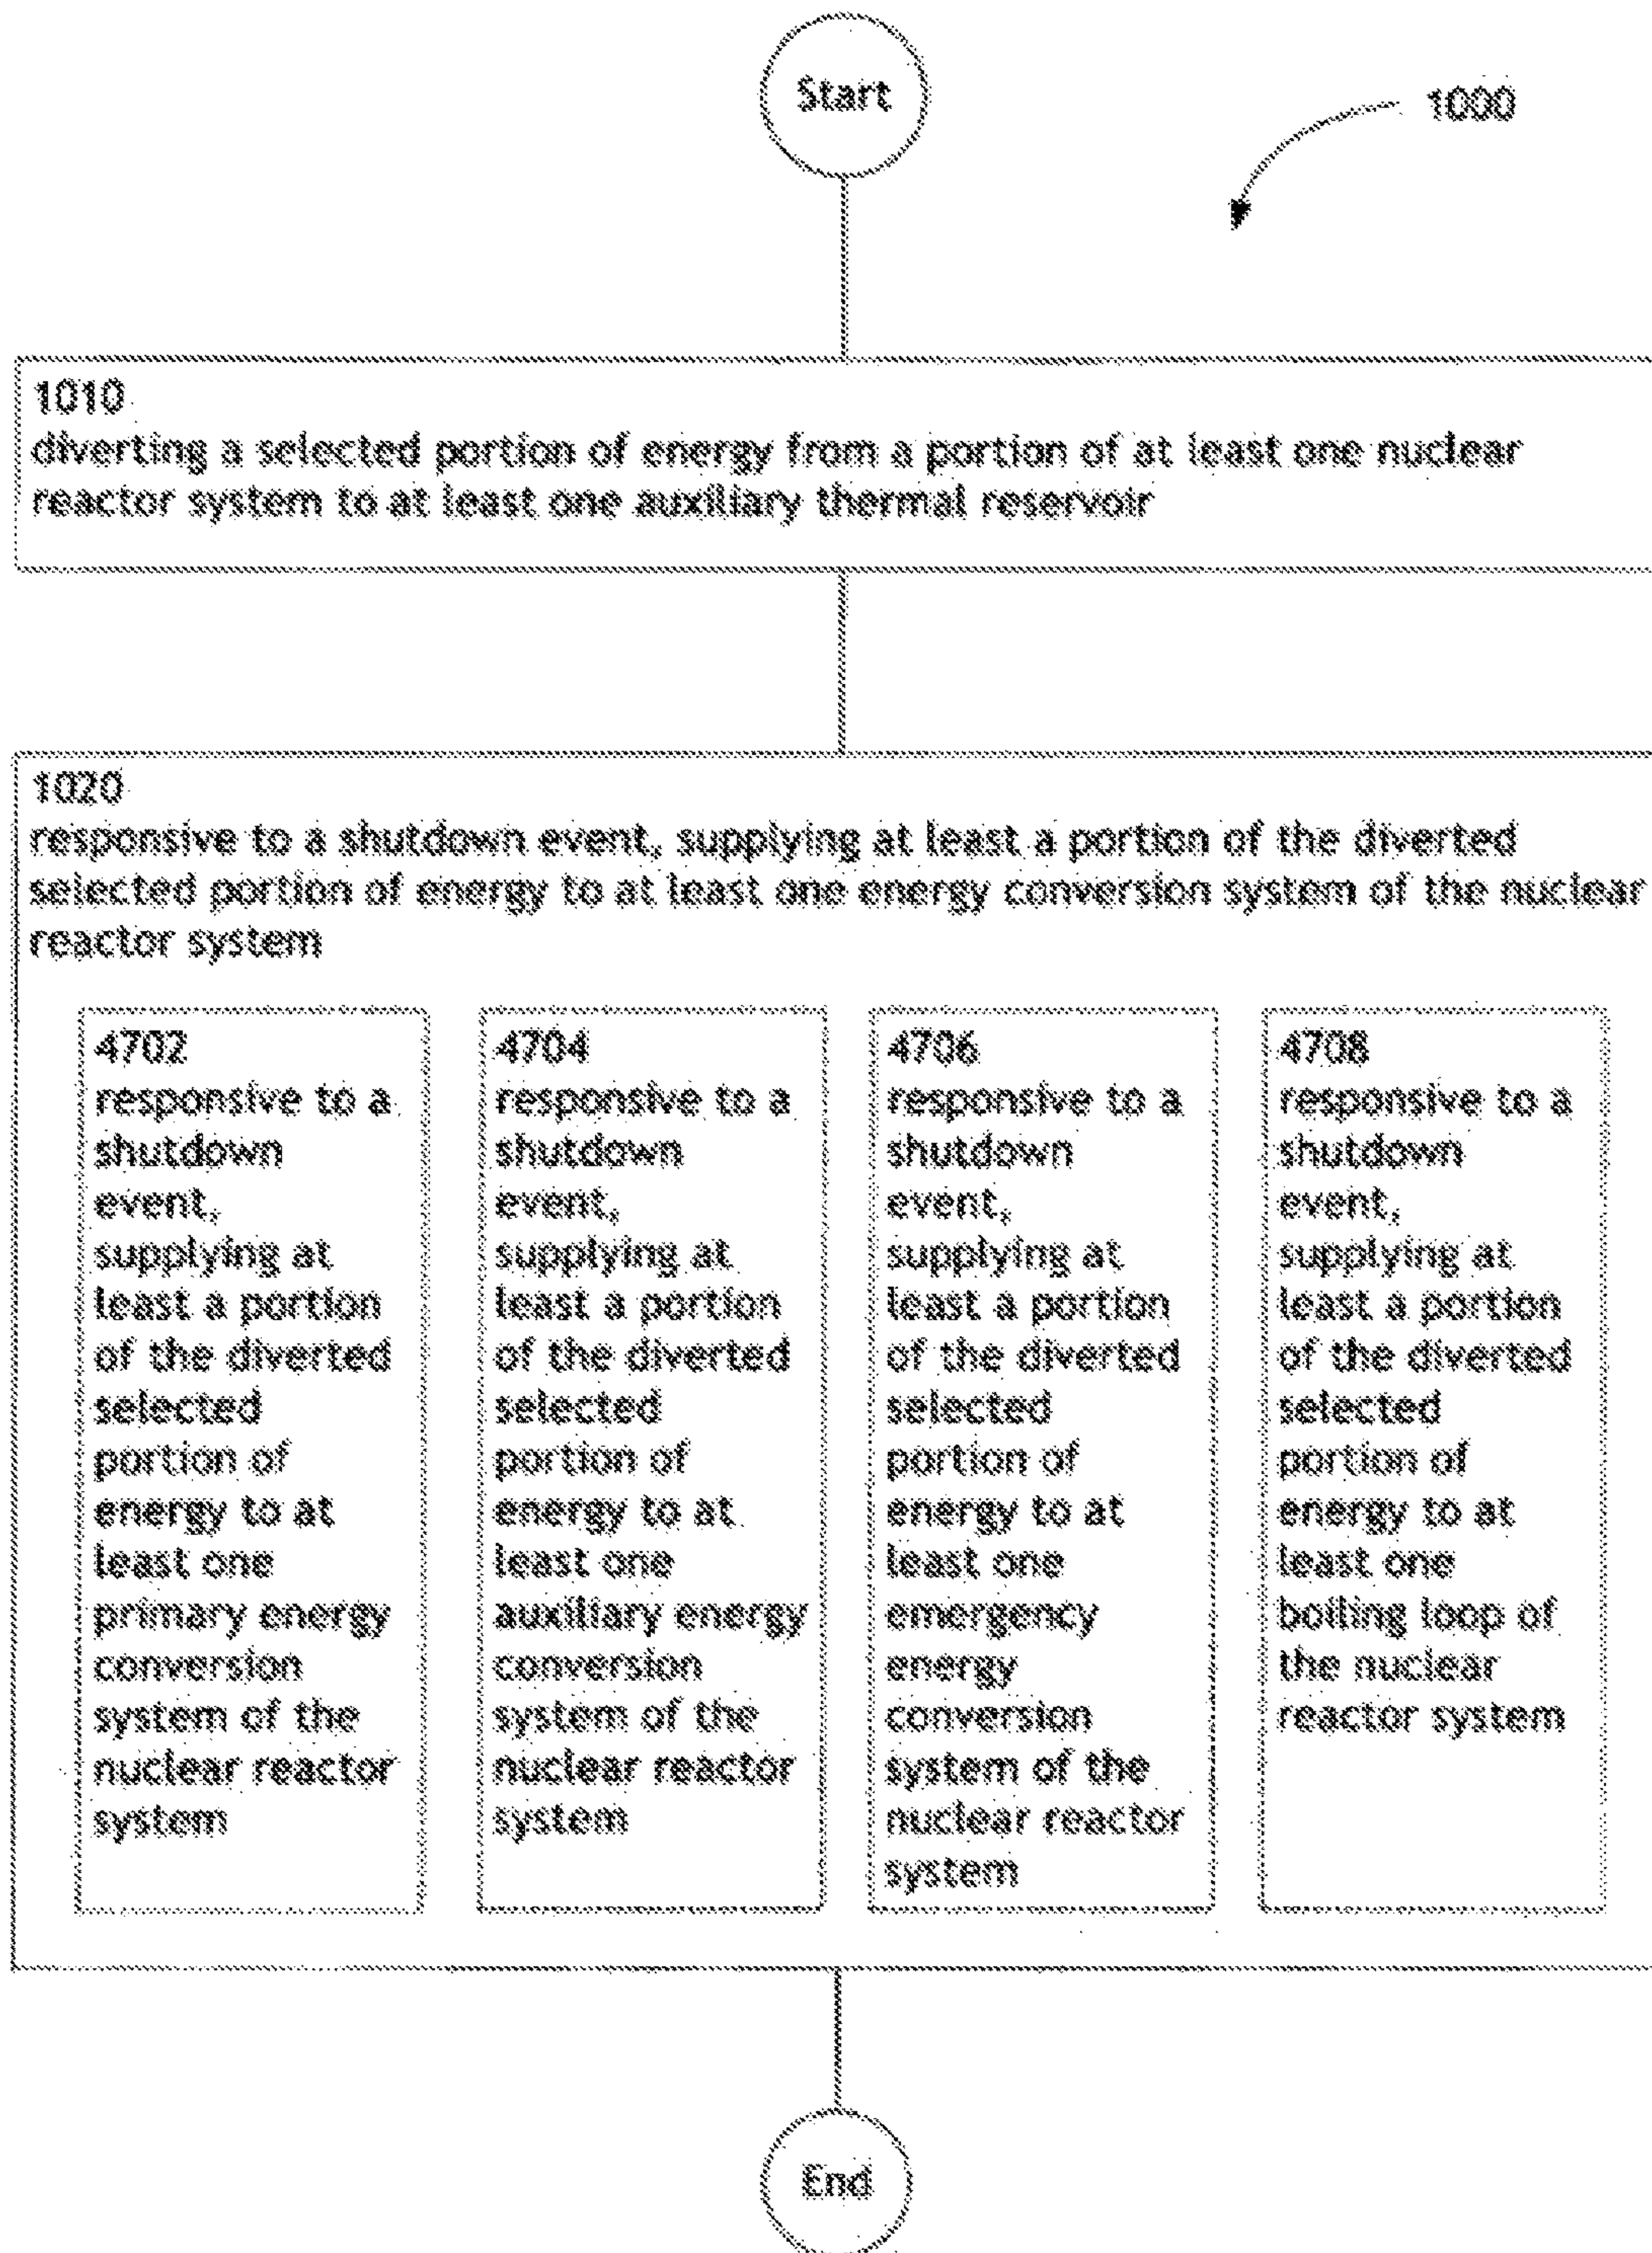 Start
1000
1010
diverting a selected portion of energy from a portion of at least one nuclear
reactor system to at least one auxiliary thermal reservoir
1020
responsive to a shutdown event, supplying at least a portion of the diverted
selected portion of energy to at least one energy conversion system of the nuclear
reactor system
4702
responsive to a
shutdown
event,
supplying at
least a portion
of the diverted
selected
portion of
energy to at
least one
primary energy
conversion
system of the
nuclear reactor
system
4704
responsive to a
shutdown
event,
supplying at
least a portion
of the diverted
selected
portion of
energy to at
least one
auxiliary energy
conversion
system of the
nuclear reactor
system
4706
responsive to a
shutdown
event,
supplying at
least a portion
of the diverted
selected
portion of
energy to at
least one
emergency
energy
conversion
system of the
nuclear reactor
system
4708
responsive to a
shutdown
event,
supplying at
least a portion
of the diverted
selected
portion of
energy to at
least one
boiling loop of
the nuclear
reactor system
End